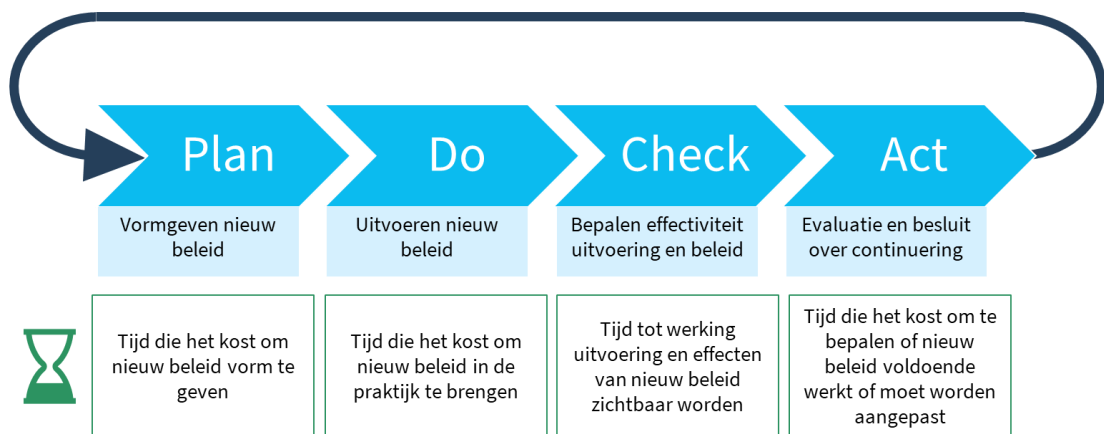 Plan
Do
Check
Act
Vormgeven nieuw
beleid
Uitvoeren nieuw
beleid
Bepalen effectiviteit
uitvoering en beleid
Evaluatie en besluit
over continuering
Tijd die het kost om
nieuw beleid vorm te
geven
Tijd die het kost om
nieuw beleid in de
praktijk te brengen
Tijd tot werking
uitvoering en effecten
van nieuw beleid
zichtbaar worden
Tijd die het kost om te
bepalen of nieuw
beleid voldoende
werkt of moet worden
aangepast